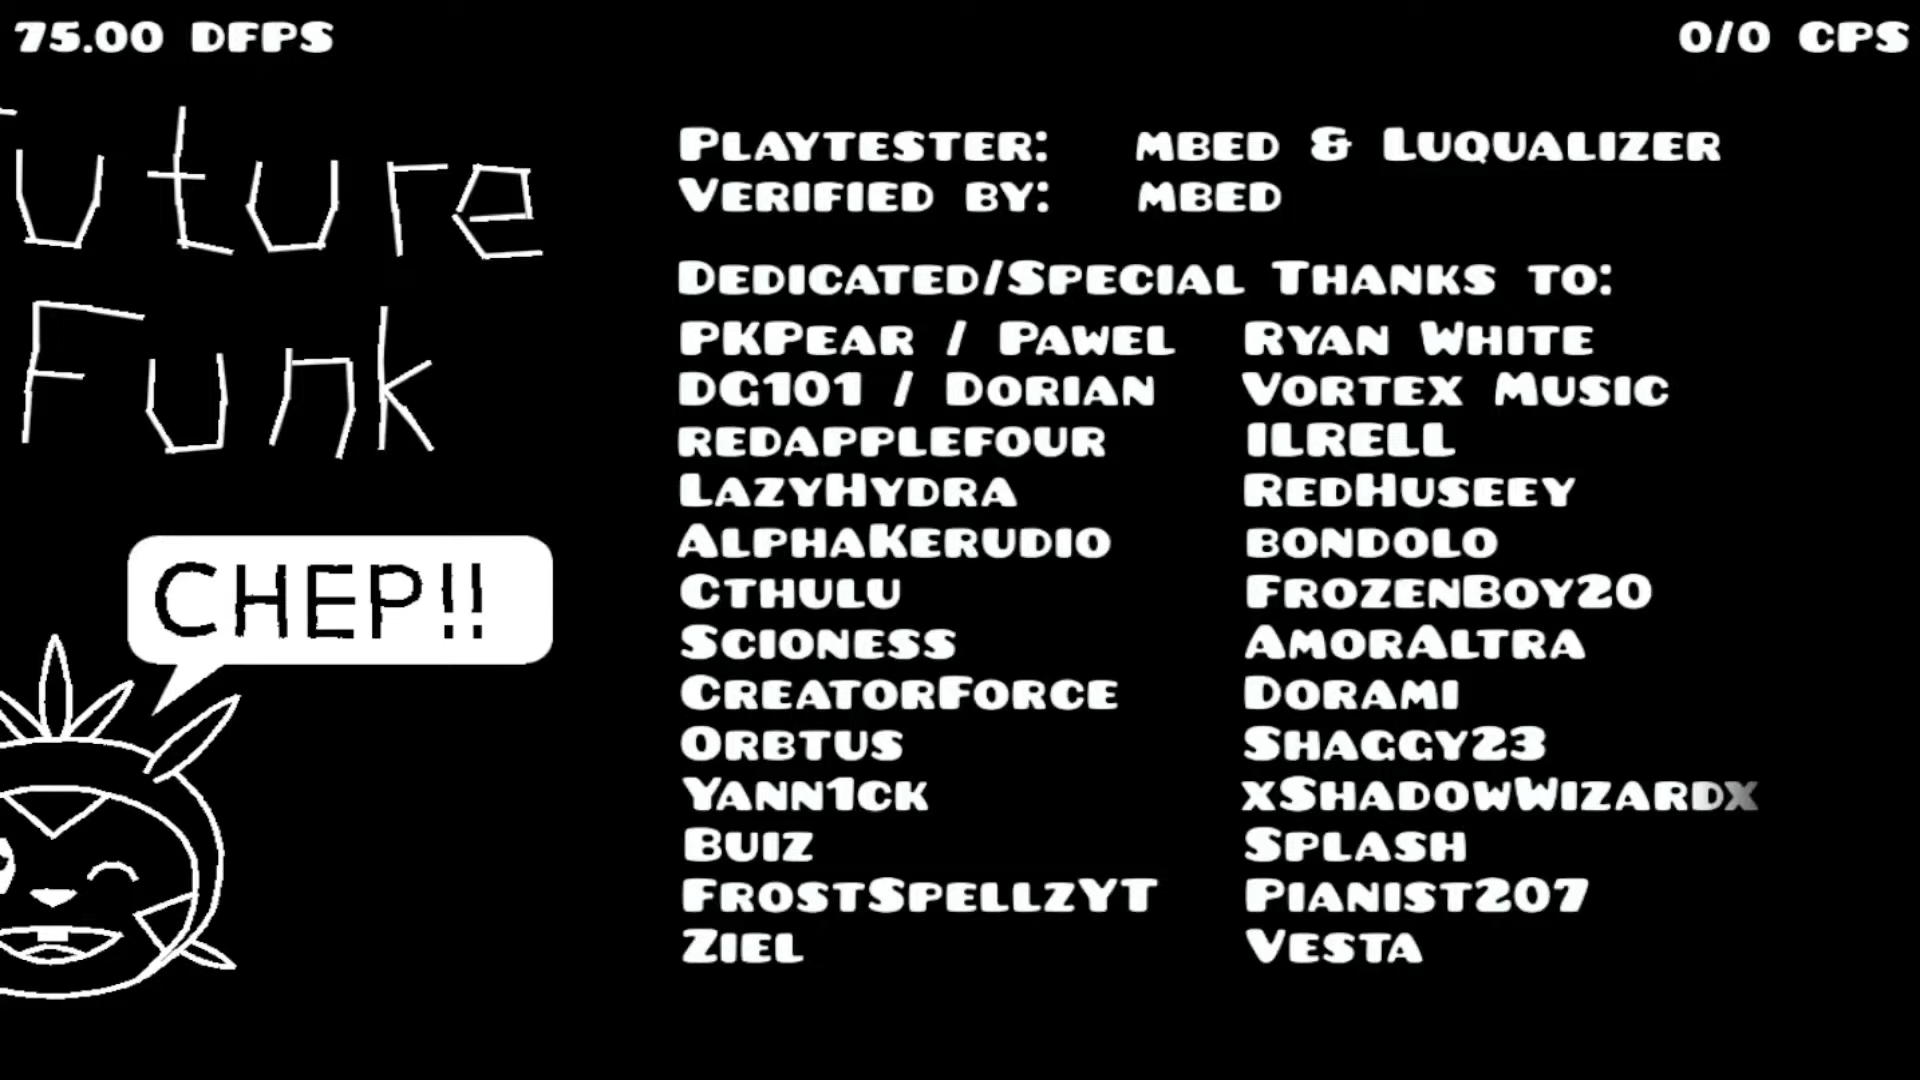 75.00 DFPS
0/0 CPS
uture
Funk
CHEP!!
PLAYTESTER: MBED & LUQUALIZER
VERIFIED BY: MBED
DEDICATED/SPECIAL THANKS TO:
PKPEAR / PAWEL RYAN WHITE
DG101 / DORIAN VORTEX MUSIC
REDAPPLEFOUR ILRELL
LAZYHYDRA REDHUSEEY
ALPHAKERUDIO BONDOLO
CTHULU FROZENBOY20
SCIONESS AMORALTRA
CREATORFORCE DORAMI
ORBTUS SHAGGY23
YANN1CK XSHADOWWIZARDX
BUIZ SPLASH
FROSTSPELLZYT PIANIST207
ZIEL VESTA